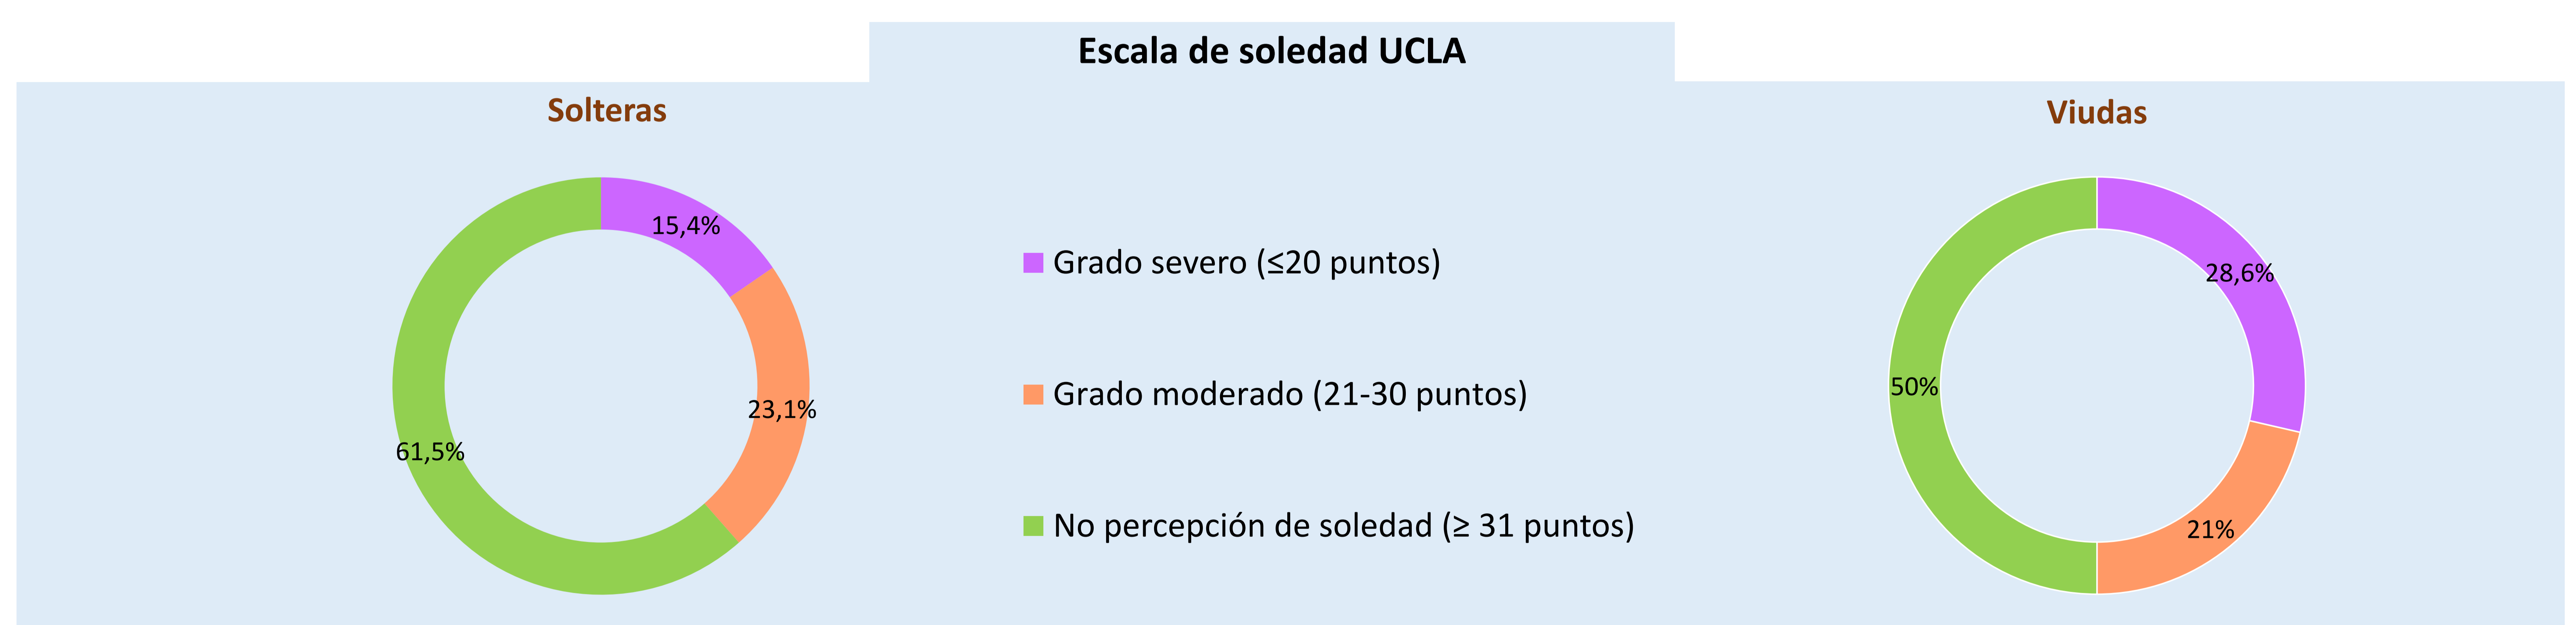 Escala de soledad UCLA
Solteras
15,4%
23,1%
61,5%
Grado severo (≤20 puntos)
Grado moderado (21-30 puntos)
No percepción de soledad (≥ 31 puntos)
Viudas
28,6%
50%
21%